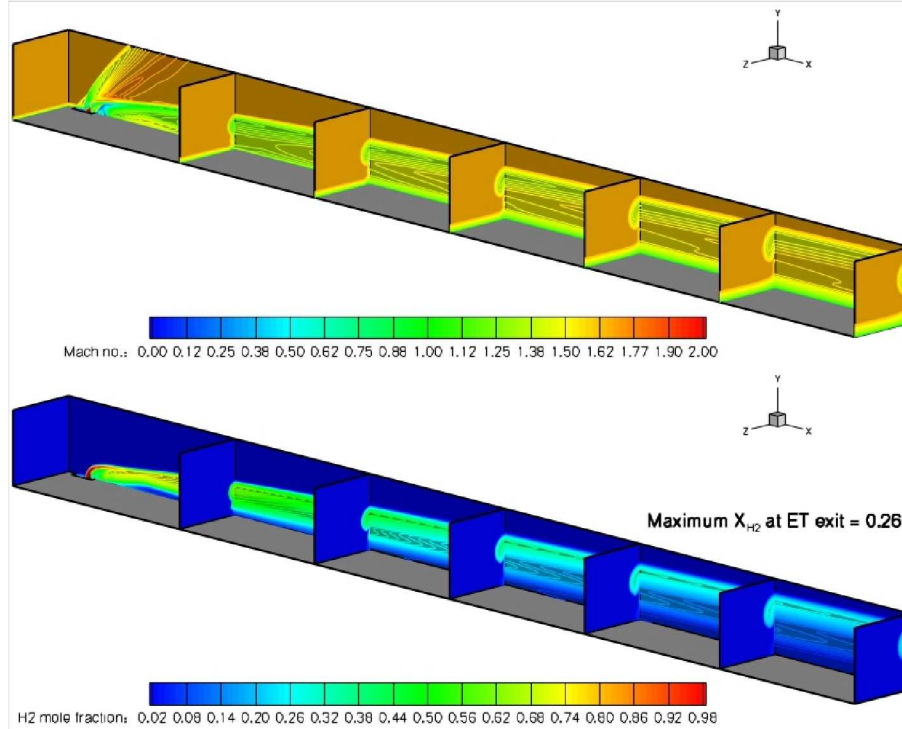 Y
Z X
Mach no.: 0.00 0.12 0.25 0.38 0.50 0.62 0.75 0.88 1.00 1.12 1.25 1.38 1.50 1.62 1.77 1.90 2.00
Y
Z X
Maximum X_H2 at ET exit = 0.26
H2 mole fraction: 0.02 0.08 0.14 0.20 0.26 0.32 0.38 0.44 0.50 0.56 0.62 0.68 0.74 0.80 0.86 0.92 0.98